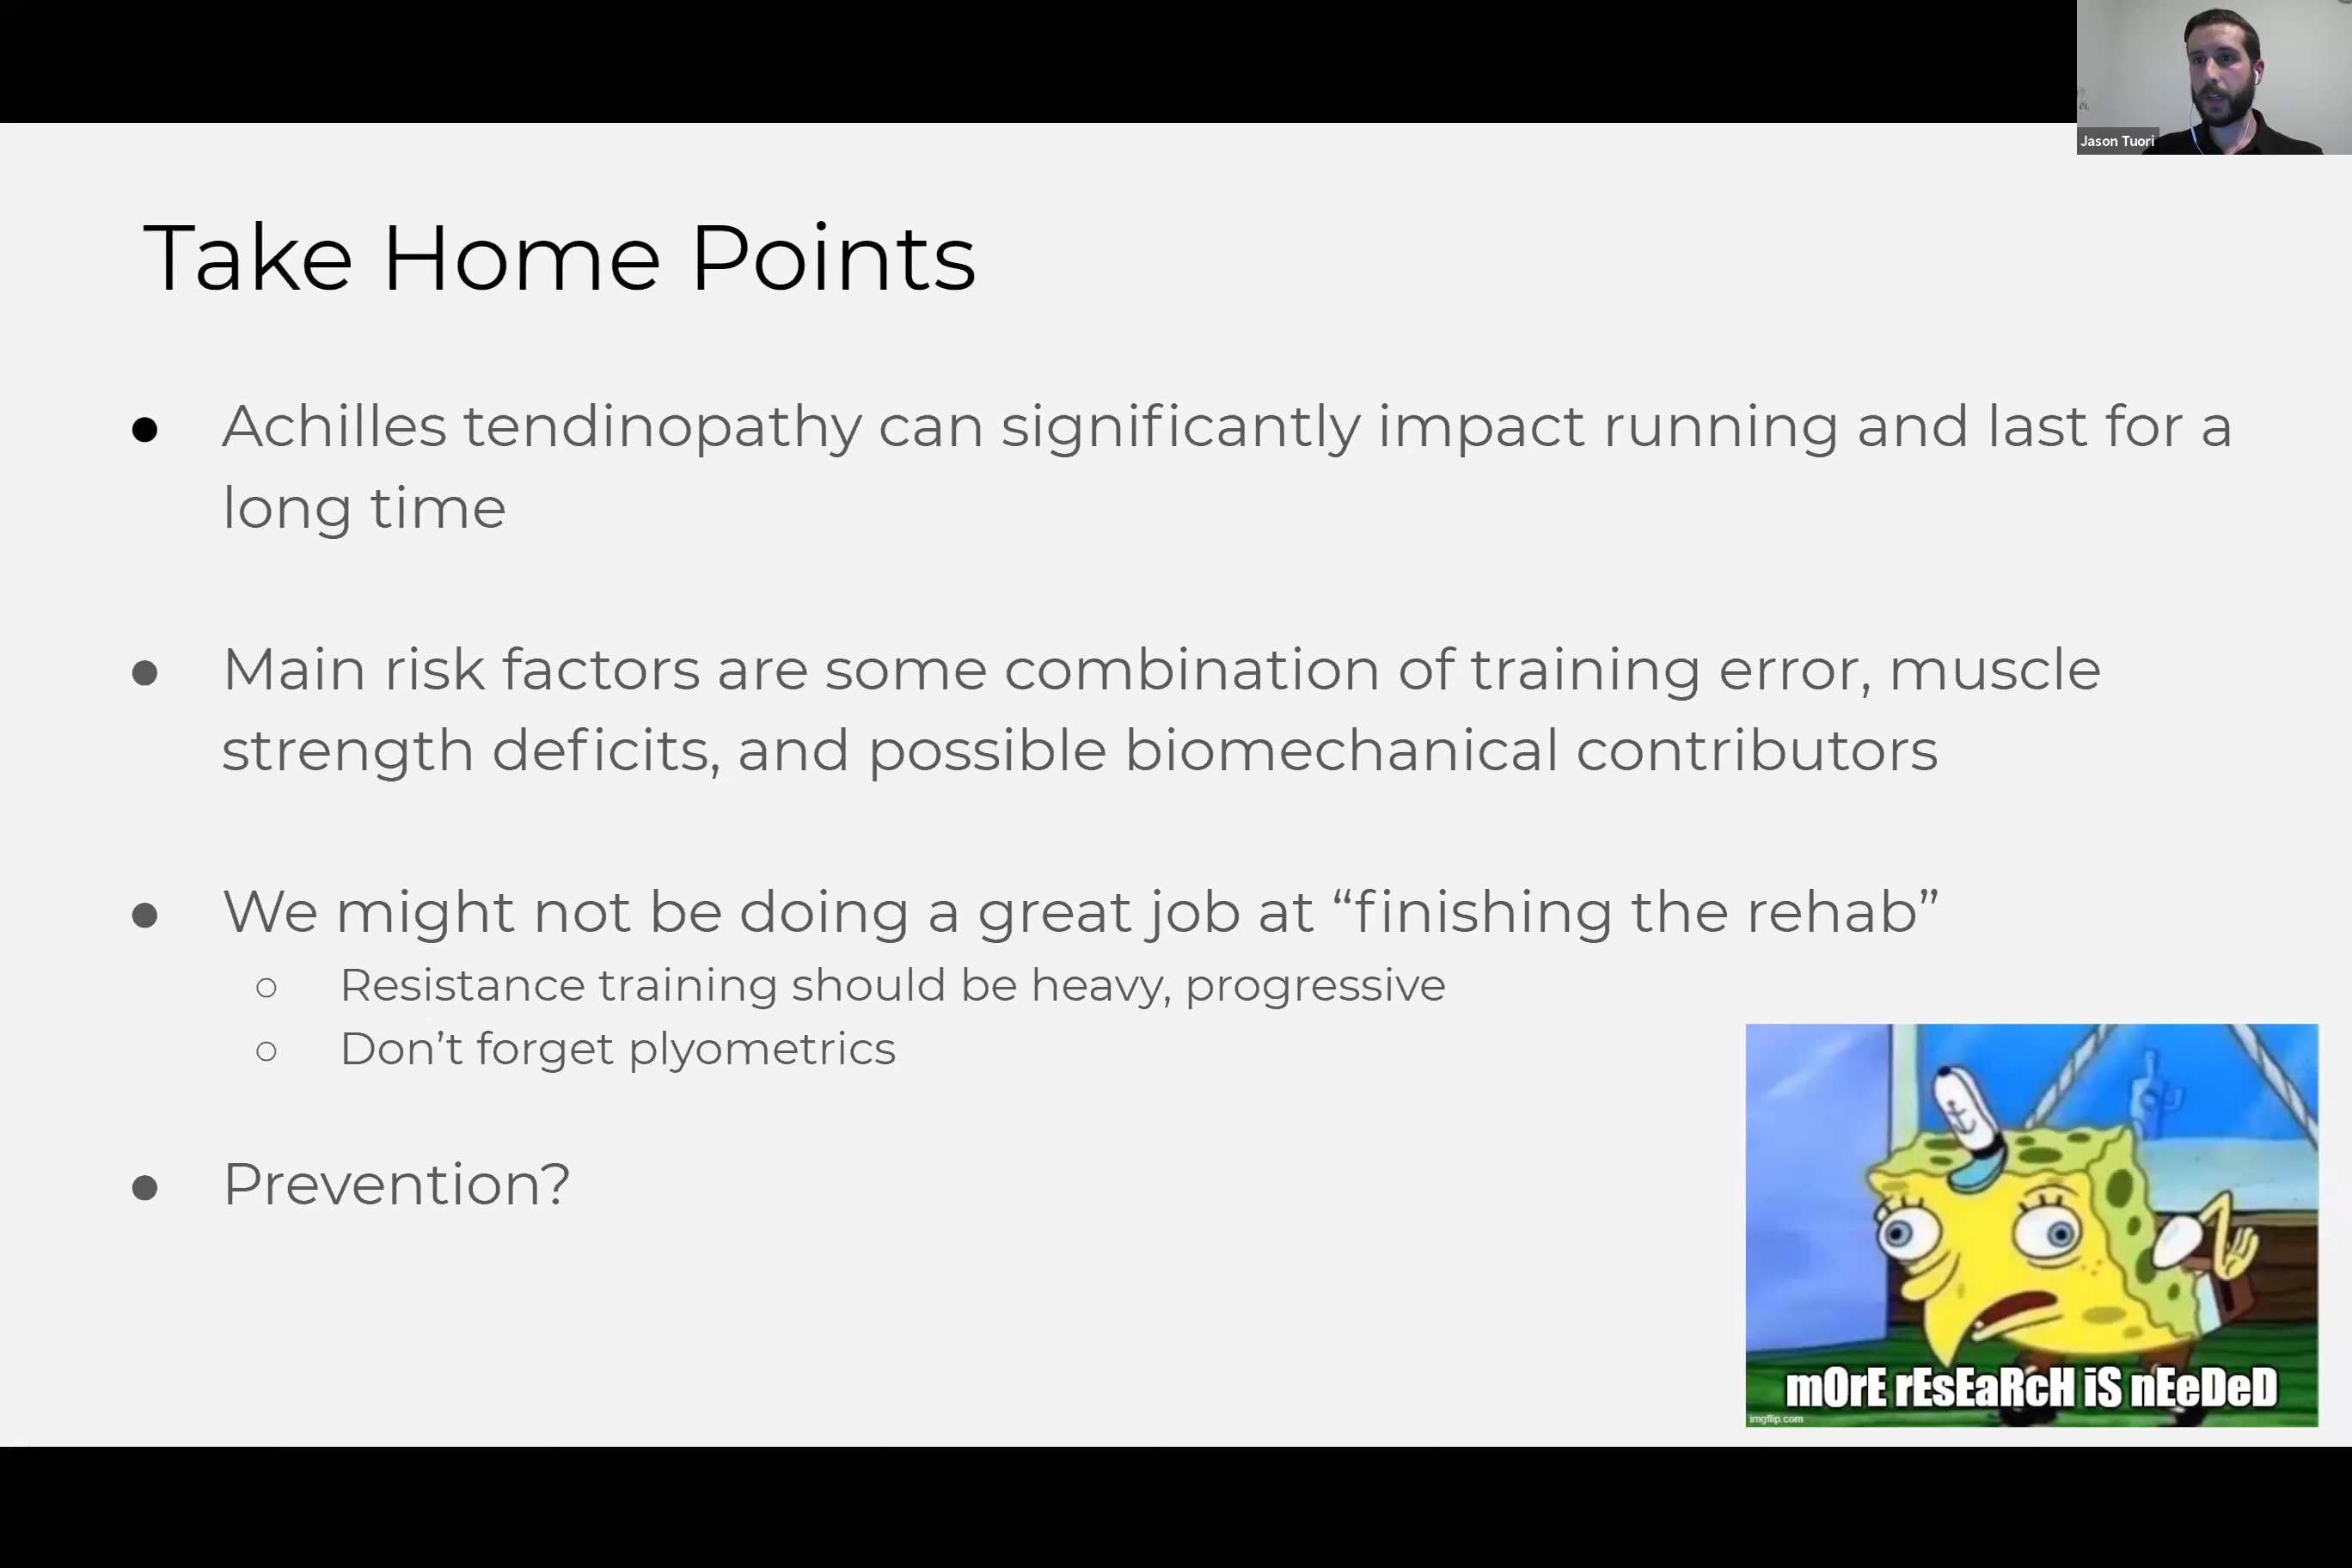 Jason Tuori
Take Home Points
● Achilles tendinopathy can significantly impact running and last for a
long time
● Main risk factors are some combination of training error, muscle
strength deficits, and possible biomechanical contributors
● We might not be doing a great job at “finishing the rehab”
○ Resistance training should be heavy, progressive
○ Don’t forget plyometrics
● Prevention?
mOrE rEsEaRcH iS nEeDeD
imgflip.com